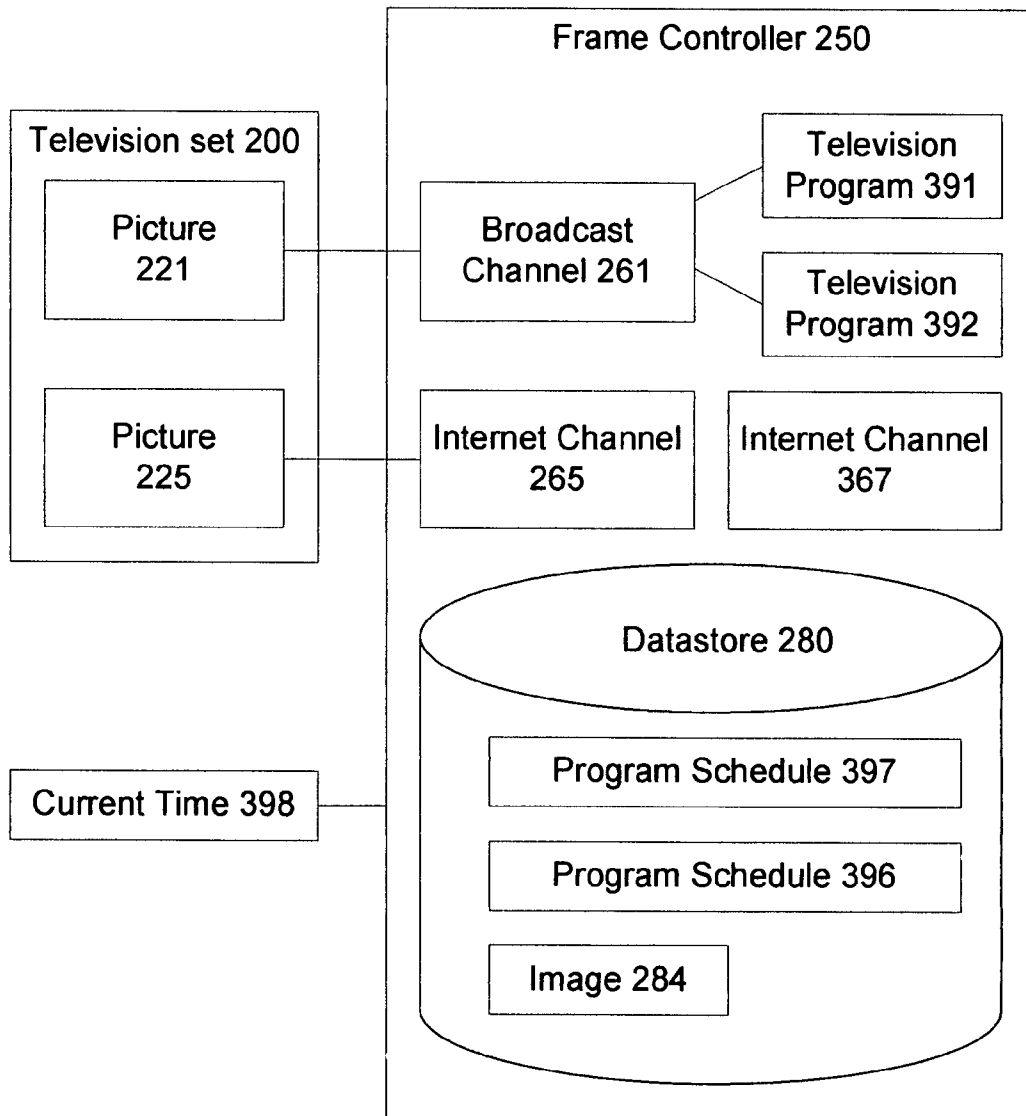 Frame Controller 250
Television set 200
Picture
221
Broadcast
Channel 261
Television
Program 391
Television
Program 392
Picture
225
Internet Channel
265
Internet Channel
367
Datastore 280
Program Schedule 397
Current Time 398
Program Schedule 396
Image 284